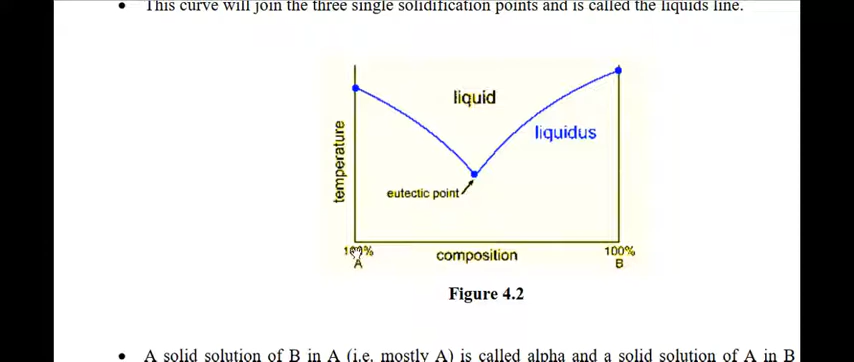 • This curve will join the three single solidification points and is called the liquids line.
liquid
liquidus
temperature
eutectic point
100% A
composition
100% B
Figure 4.2
• A solid solution of B in A (i.e. mostly A) is called alpha and a solid solution of A in B